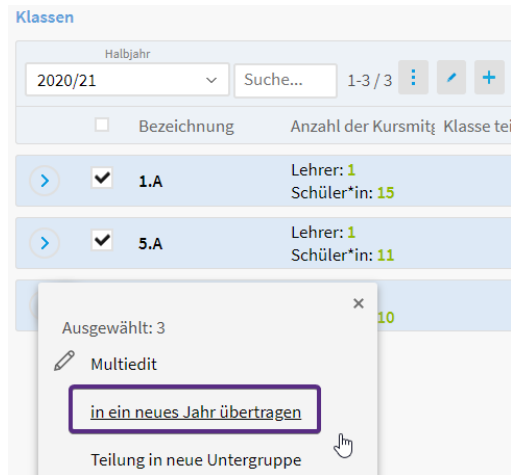 Klassen
Halbjahr
2020/21 Suche... 1-3 / 3
Bezeichnung Anzahl der Kursmitg Klasse tei
1.A Lehrer: 1
Schüler*in: 15
5.A Lehrer: 1
Schüler*in: 11
10
Ausgewählt: 3
Multiedit
in ein neues Jahr übertragen
Teilung in neue Untergruppe